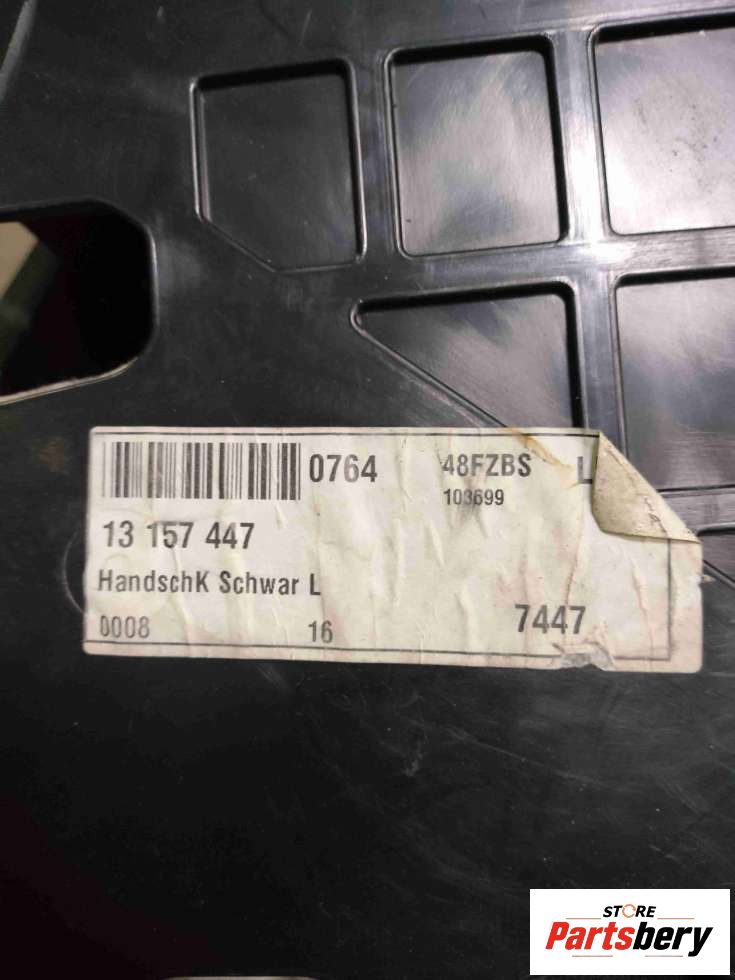 0764 48FZBS L
103699
13 157 447
HandschK Schwar L
0008 16 7447
STORE
Partsbery